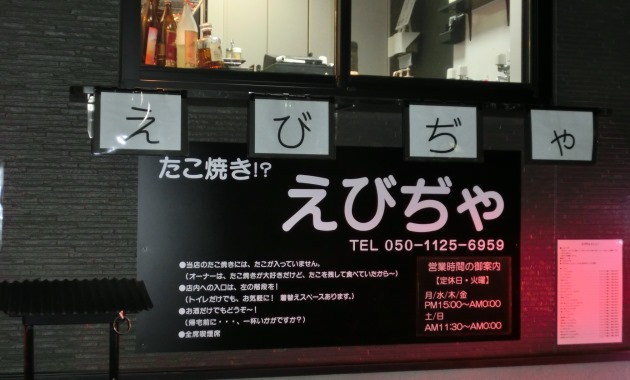 えびぢゃ
たこ焼き!?
えびぢゃ
TEL 050-1125-6959
●当店のたこ焼きには、たこが入っていません。
(オーナーは、たこ焼きが大好きだけど、たこを残して食べていたから〜)
●店内への入口は、左の階段を!
(トイレだけでも、お気軽に! 着替えスペースあります。)
●お酒だけでもどうぞ〜!
(帰宅前に・・・、一杯いかがですか?)
●全席喫煙席
営業時間の御案内
【定休日・火曜】
月/水/木/金
PM15:00〜AM0:00
土/日
AM11:30〜AM0:00